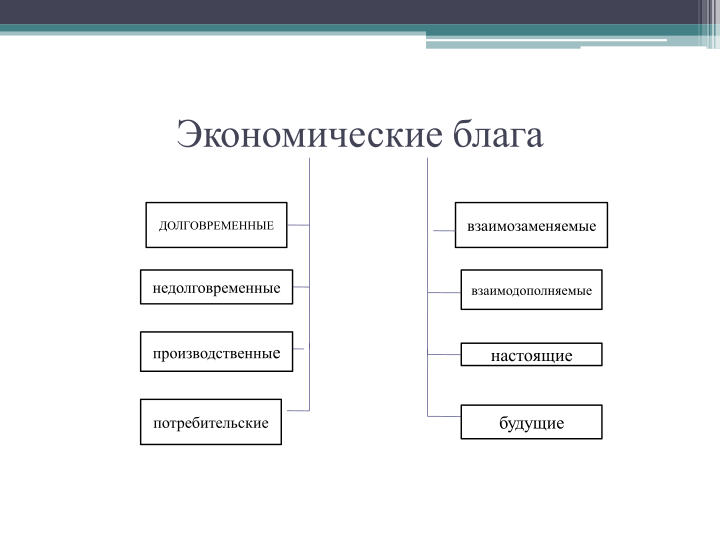 Экономические блага
ДОЛГОВРЕМЕННЫЕ
недолговременные
производственные
потребительские
взаимозаменяемые
взаимодополняемые
настоящие
будущие